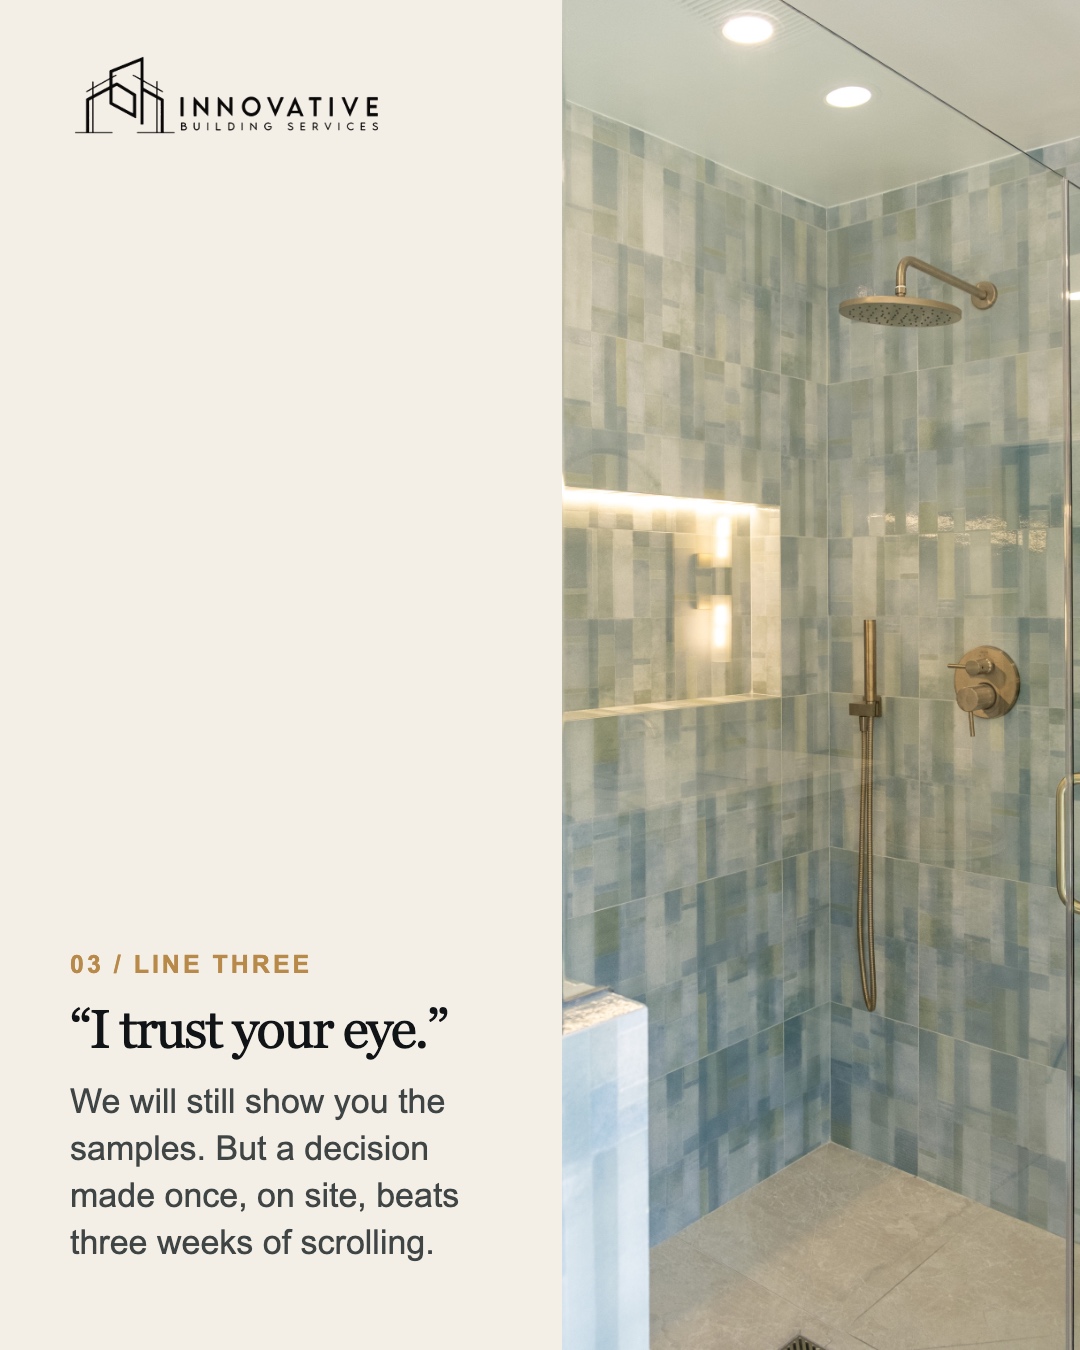 INNOVATIVE
BUILDING SERVICES
03 / LINE THREE
“I trust your eye.”
We will still show you the
samples. But a decision
made once, on site, beats
three weeks of scrolling.